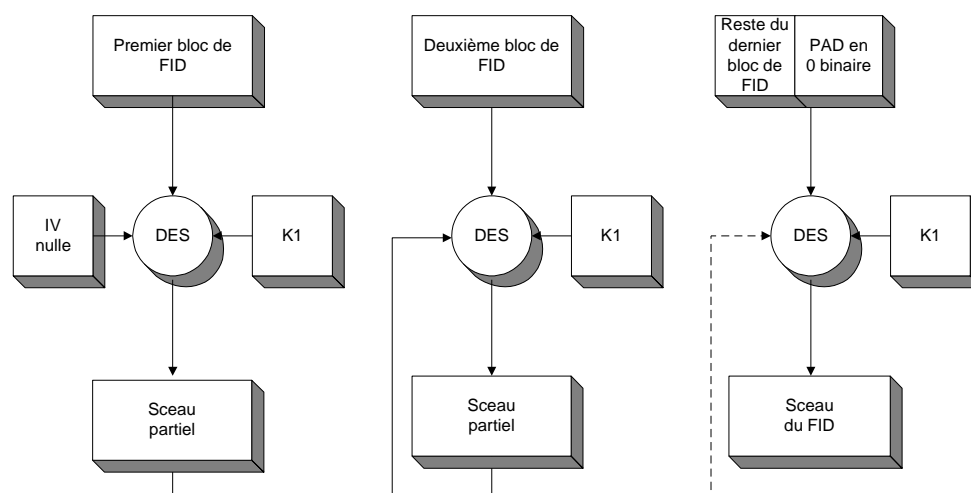 Premier bloc de
FID
Deuxième bloc de
FID
Reste du
dernier
bloc de
FID
PAD en
0 binaire
IV
nulle
DES
K1
DES
K1
DES
K1
Sceau
partiel
Sceau
partiel
Sceau
du FID